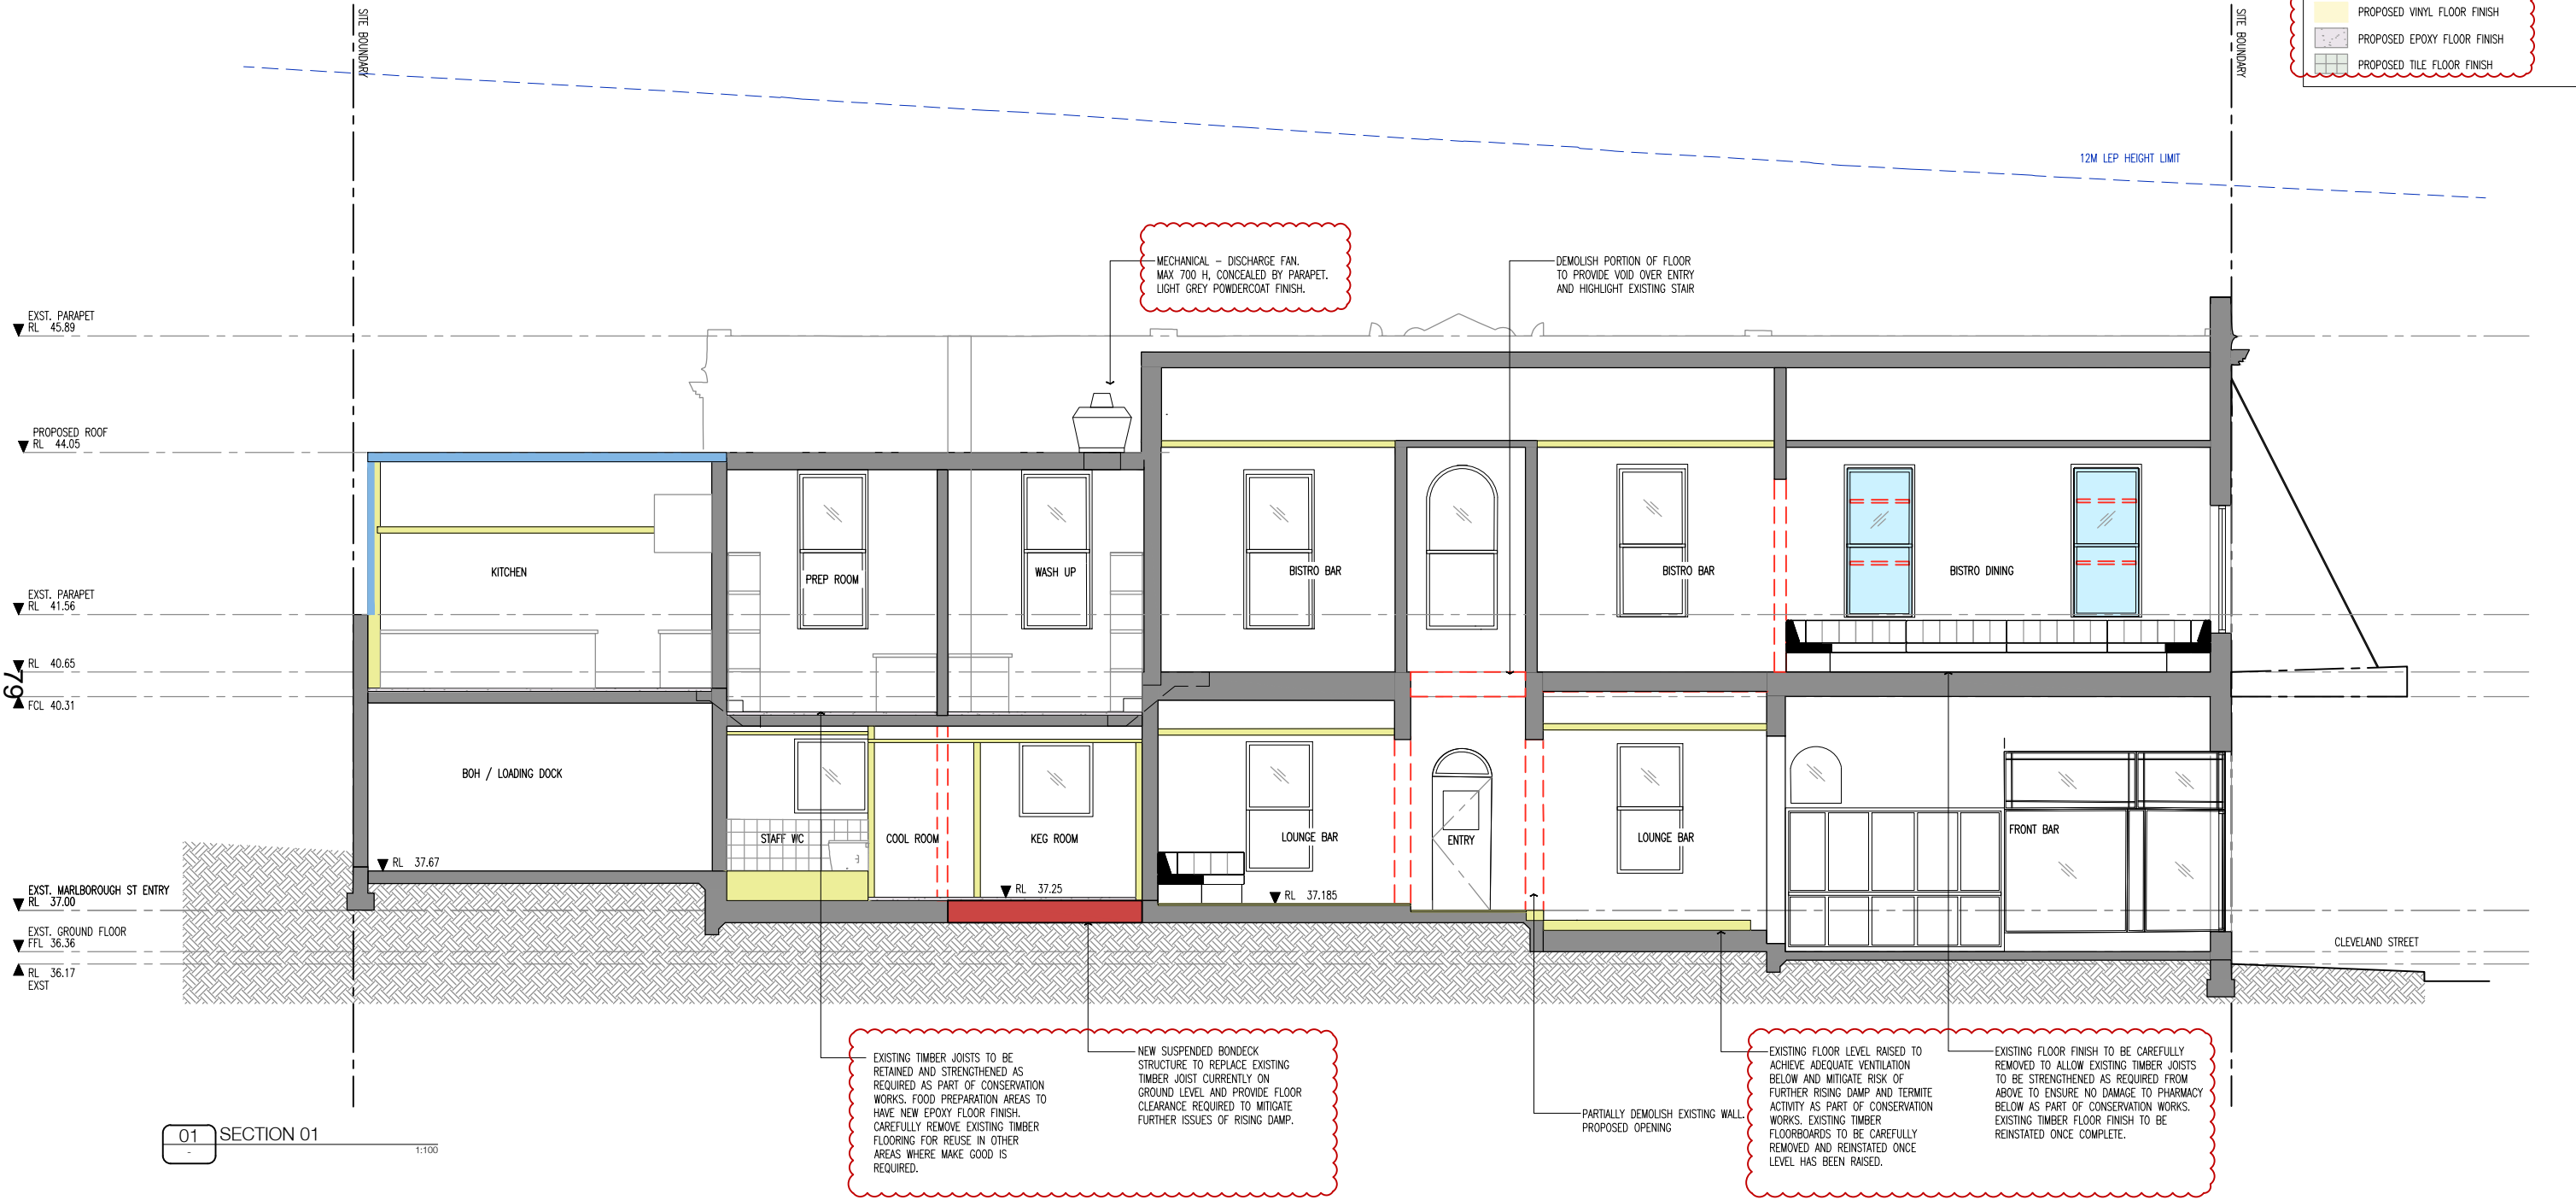 SITE BOUNDARY
SITE BOUNDARY
PROPOSED VINYL FLOOR FINISH
PROPOSED EPOXY FLOOR FINISH
PROPOSED TILE FLOOR FINISH
12M LEP HEIGHT LIMIT
MECHANICAL - DISCHARGE FAN.
MAX 700 H, CONCEALED BY PARAPET.
LIGHT GREY POWDERCOAT FINISH.
DEMOLISH PORTION OF FLOOR
TO PROVIDE VOID OVER ENTRY
AND HIGHLIGHT EXISTING STAIR
EXST. PARAPET
RL 45.89
PROPOSED ROOF
RL 44.05
EXST. PARAPET
RL 41.56
RL 40.65
79
FCL 40.31
KITCHEN
PREP ROOM
WASH UP
BISTRO BAR
BISTRO BAR
BISTRO DINING
BOH / LOADING DOCK
STAFF WC
COOL ROOM
KEG ROOM
LOUNGE BAR
ENTRY
LOUNGE BAR
FRONT BAR
RL 37.67
RL 37.25
RL 37.185
EXST. MARLBOROUGH ST ENTRY
RL 37.00
EXST. GROUND FLOOR
FFL 36.36
RL 36.17
EXST
CLEVELAND STREET
EXISTING TIMBER JOISTS TO BE
RETAINED AND STRENGTHENED AS
REQUIRED AS PART OF CONSERVATION
WORKS. FOOD PREPARATION AREAS TO
HAVE NEW EPOXY FLOOR FINISH.
CAREFULLY REMOVE EXISTING TIMBER
FLOORING FOR REUSE IN OTHER
AREAS WHERE MAKE GOOD IS
REQUIRED.
NEW SUSPENDED BONDECK
STRUCTURE TO REPLACE EXISTING
TIMBER JOIST CURRENTLY ON
GROUND LEVEL AND PROVIDE FLOOR
CLEARANCE REQUIRED TO MITIGATE
FURTHER ISSUES OF RISING DAMP.
PARTIALLY DEMOLISH EXISTING WALL.
PROPOSED OPENING
EXISTING FLOOR LEVEL RAISED TO
ACHIEVE ADEQUATE VENTILATION
BELOW AND MITIGATE RISK OF
FURTHER RISING DAMP AND TERMITE
ACTIVITY AS PART OF CONSERVATION
WORKS. EXISTING TIMBER
FLOORBOARDS TO BE CAREFULLY
REMOVED AND REINSTATED ONCE
LEVEL HAS BEEN RAISED.
EXISTING FLOOR FINISH TO BE CAREFULLY
REMOVED TO ALLOW EXISTING TIMBER JOISTS
TO BE STRENGTHENED AS REQUIRED FROM
ABOVE TO ENSURE NO DAMAGE TO PHARMACY
BELOW AS PART OF CONSERVATION WORKS.
EXISTING TIMBER FLOOR FINISH TO BE
REINSTATED ONCE COMPLETE.
01 SECTION 01
-
1:100